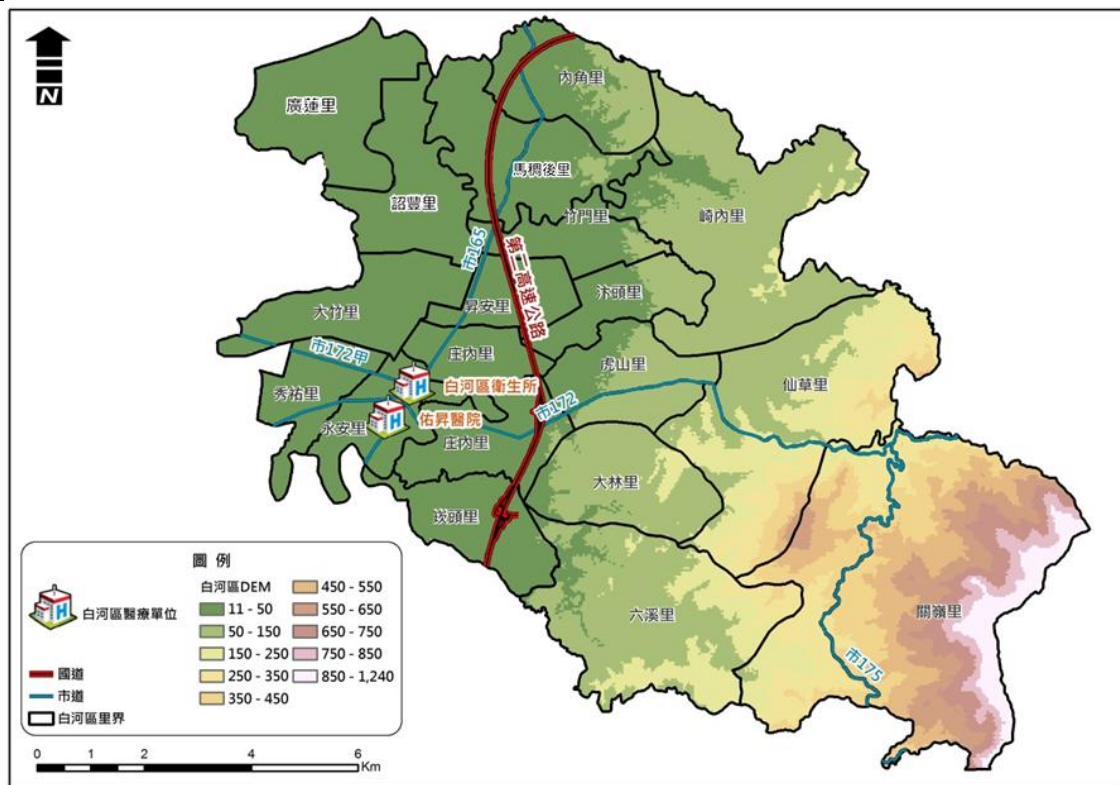 N
內角里
廣蓮里
馬稠後里
詔豐里
竹門里
崎內里
市165
第二高速公路
汴頭里
昇安里
大竹里
市172甲
庄內里
虎山里
仙草里
白河區衛生所
秀祐里
市172
佑昇醫院
永安里
庄內里
大林里
崁頭里
六溪里
關嶺里
市175
圖 例
白河區醫療單位
國道
市道
白河區里界
白河區DEM
11 - 50
50 - 150
150 - 250
250 - 350
350 - 450
450 - 550
550 - 650
650 - 750
750 - 850
850 - 1,240
0 1 2 4 6
Km